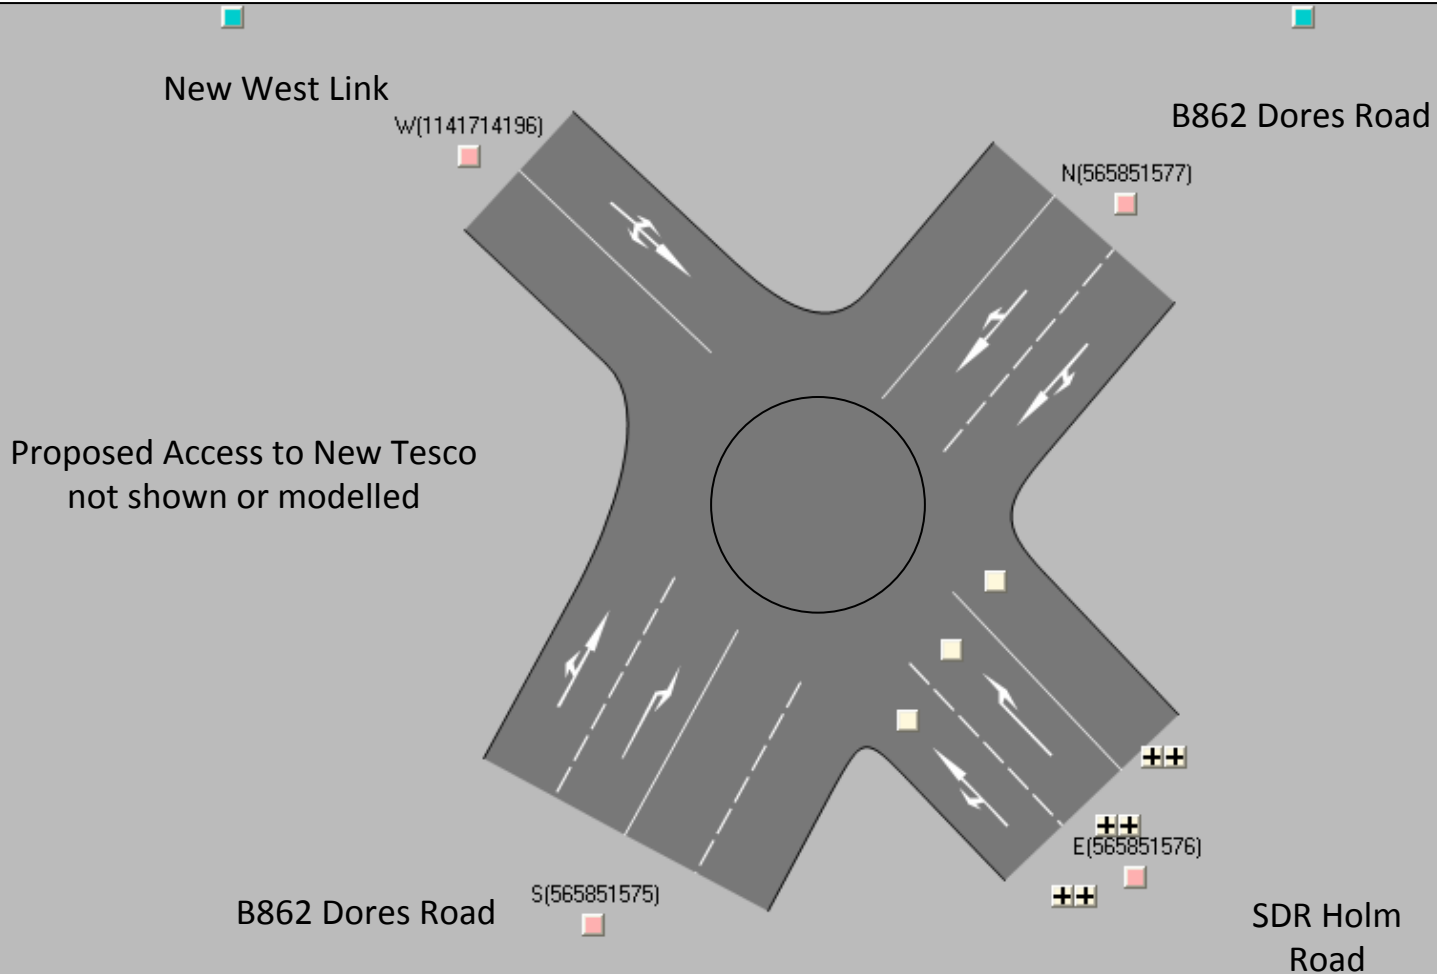 New West Link
W(1141714196)
B862 Dores Road
N(565851577)
Proposed Access to New Tesco
not shown or modelled
E(565851576)
S(565851575)
B862 Dores Road
SDR Holm
Road